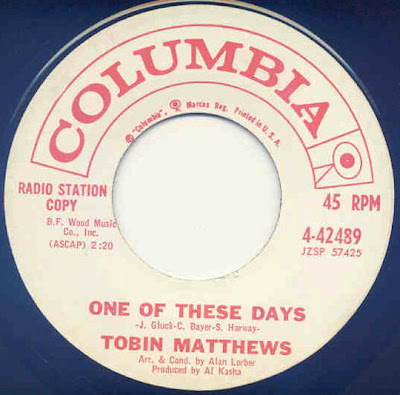 COLUMBIA
® "Columbia", Marcas Reg. Printed in U.S.A.
RADIO STATION
COPY
45 RPM
B.F. Wood Music
Co., Inc.
(ASCAP) 2:20
4-42489
JZSP 57425
ONE OF THESE DAYS
-J. Gluck-C. Bayer-S. Harway-
TOBIN MATTHEWS
Arr. & Cond. by Alan Lorber
Produced by Al Kasha